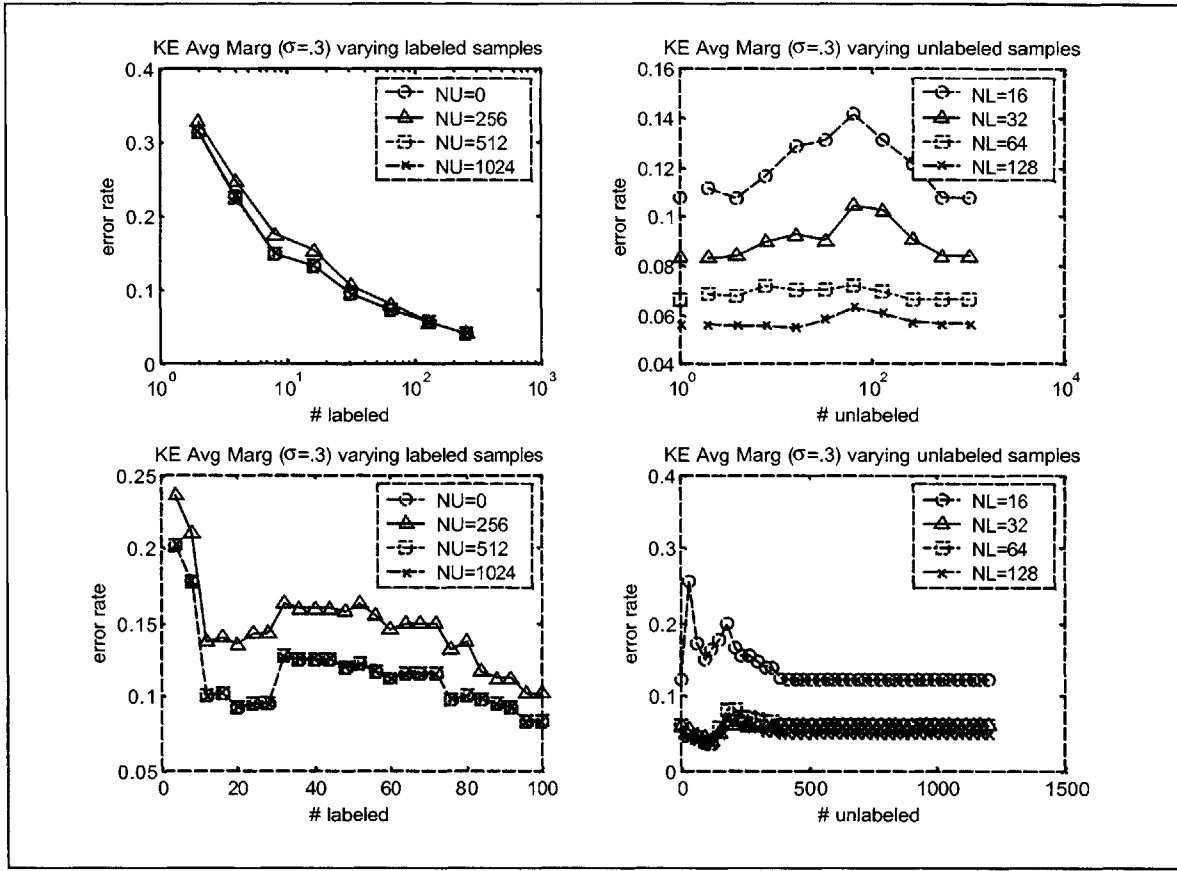 KE Avg Marg (σ=.3) varying labeled samples
0.4
0.3
0.2
0.1
0
error rate
NU=0
NU=256
NU=512
NU=1024
10^0
10^1
10^2
10^3
# labeled
KE Avg Marg (σ=.3) varying unlabeled samples
0.16
0.14
0.12
0.1
0.08
0.06
0.04
error rate
NL=16
NL=32
NL=64
NL=128
10^0
10^2
10^4
# unlabeled
KE Avg Marg (σ=.3) varying labeled samples
0.25
0.2
0.15
0.1
0.05
error rate
NU=0
NU=256
NU=512
NU=1024
0
20
40
60
80
100
# labeled
KE Avg Marg (σ=.3) varying unlabeled samples
0.4
0.3
0.2
0.1
0
error rate
NL=16
NL=32
NL=64
NL=128
0
500
1000
1500
# unlabeled